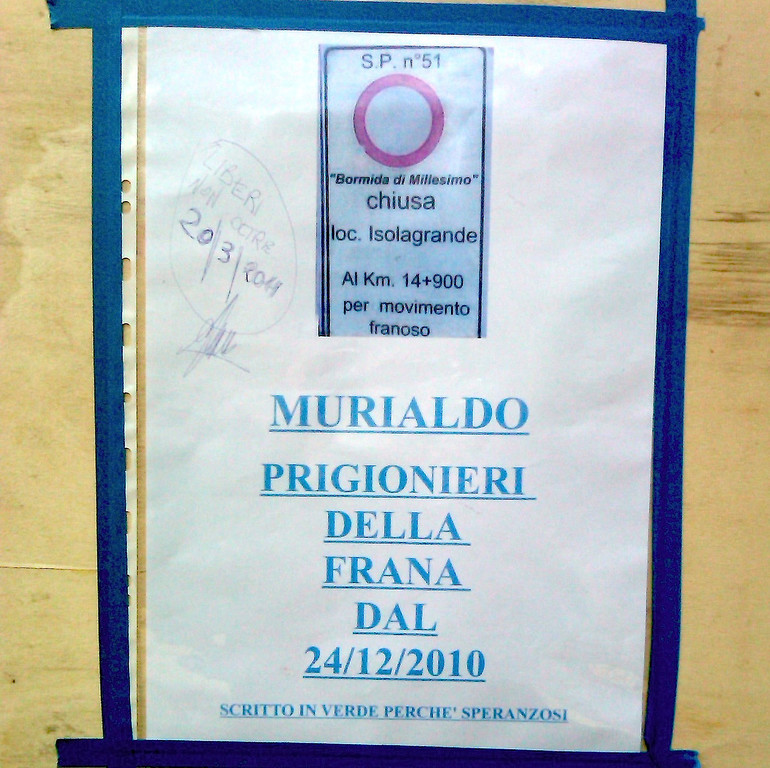 S.P. n°51
"Bormida di Millesimo"
chiusa
loc. Isolagrande
Al Km. 14+900
per movimento
franoso
LIBERI
NON OLTRE
20/3/2011
MURIALDO
PRIGIONIERI
DELLA
FRANA
DAL
24/12/2010
SCRITTO IN VERDE PERCHE' SPERANZOSI